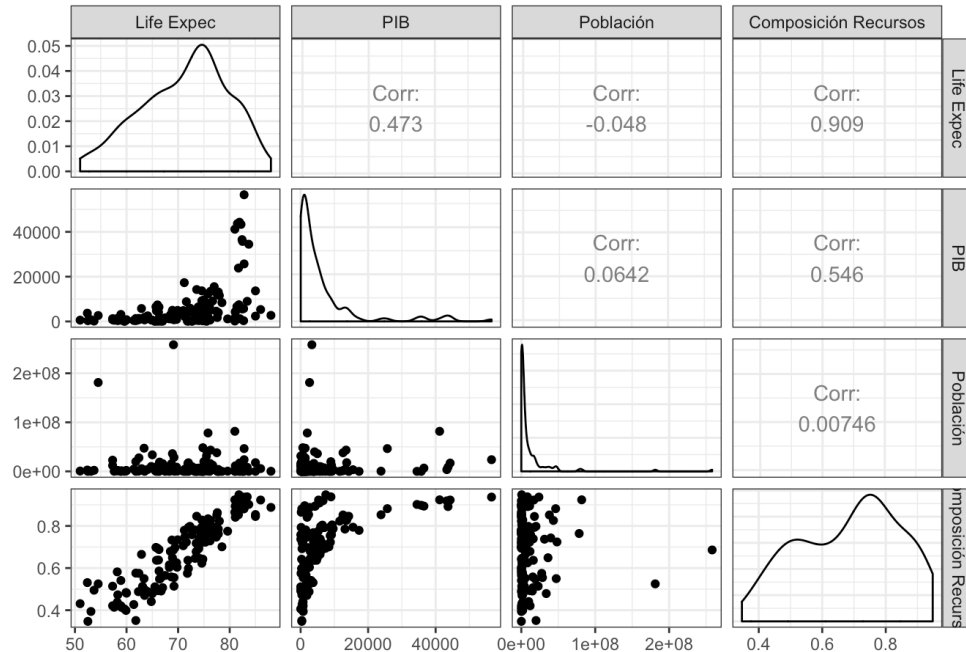 Life Expec PIB Población Composición Recursos
0.05
0.04
0.03
0.02
0.01
0.00
Corr:
0.473
Corr:
-0.048
Corr:
0.909
Life Expec
40000
20000
0
Corr:
0.0642
Corr:
0.546
PIB
2e+08
1e+08
0e+00
Corr:
0.00746
Población
0.8
0.6
0.4
omposición Recurs
50 60 70 80 0 20000 40000 0e+00 1e+08 2e+08 0.4 0.6 0.8